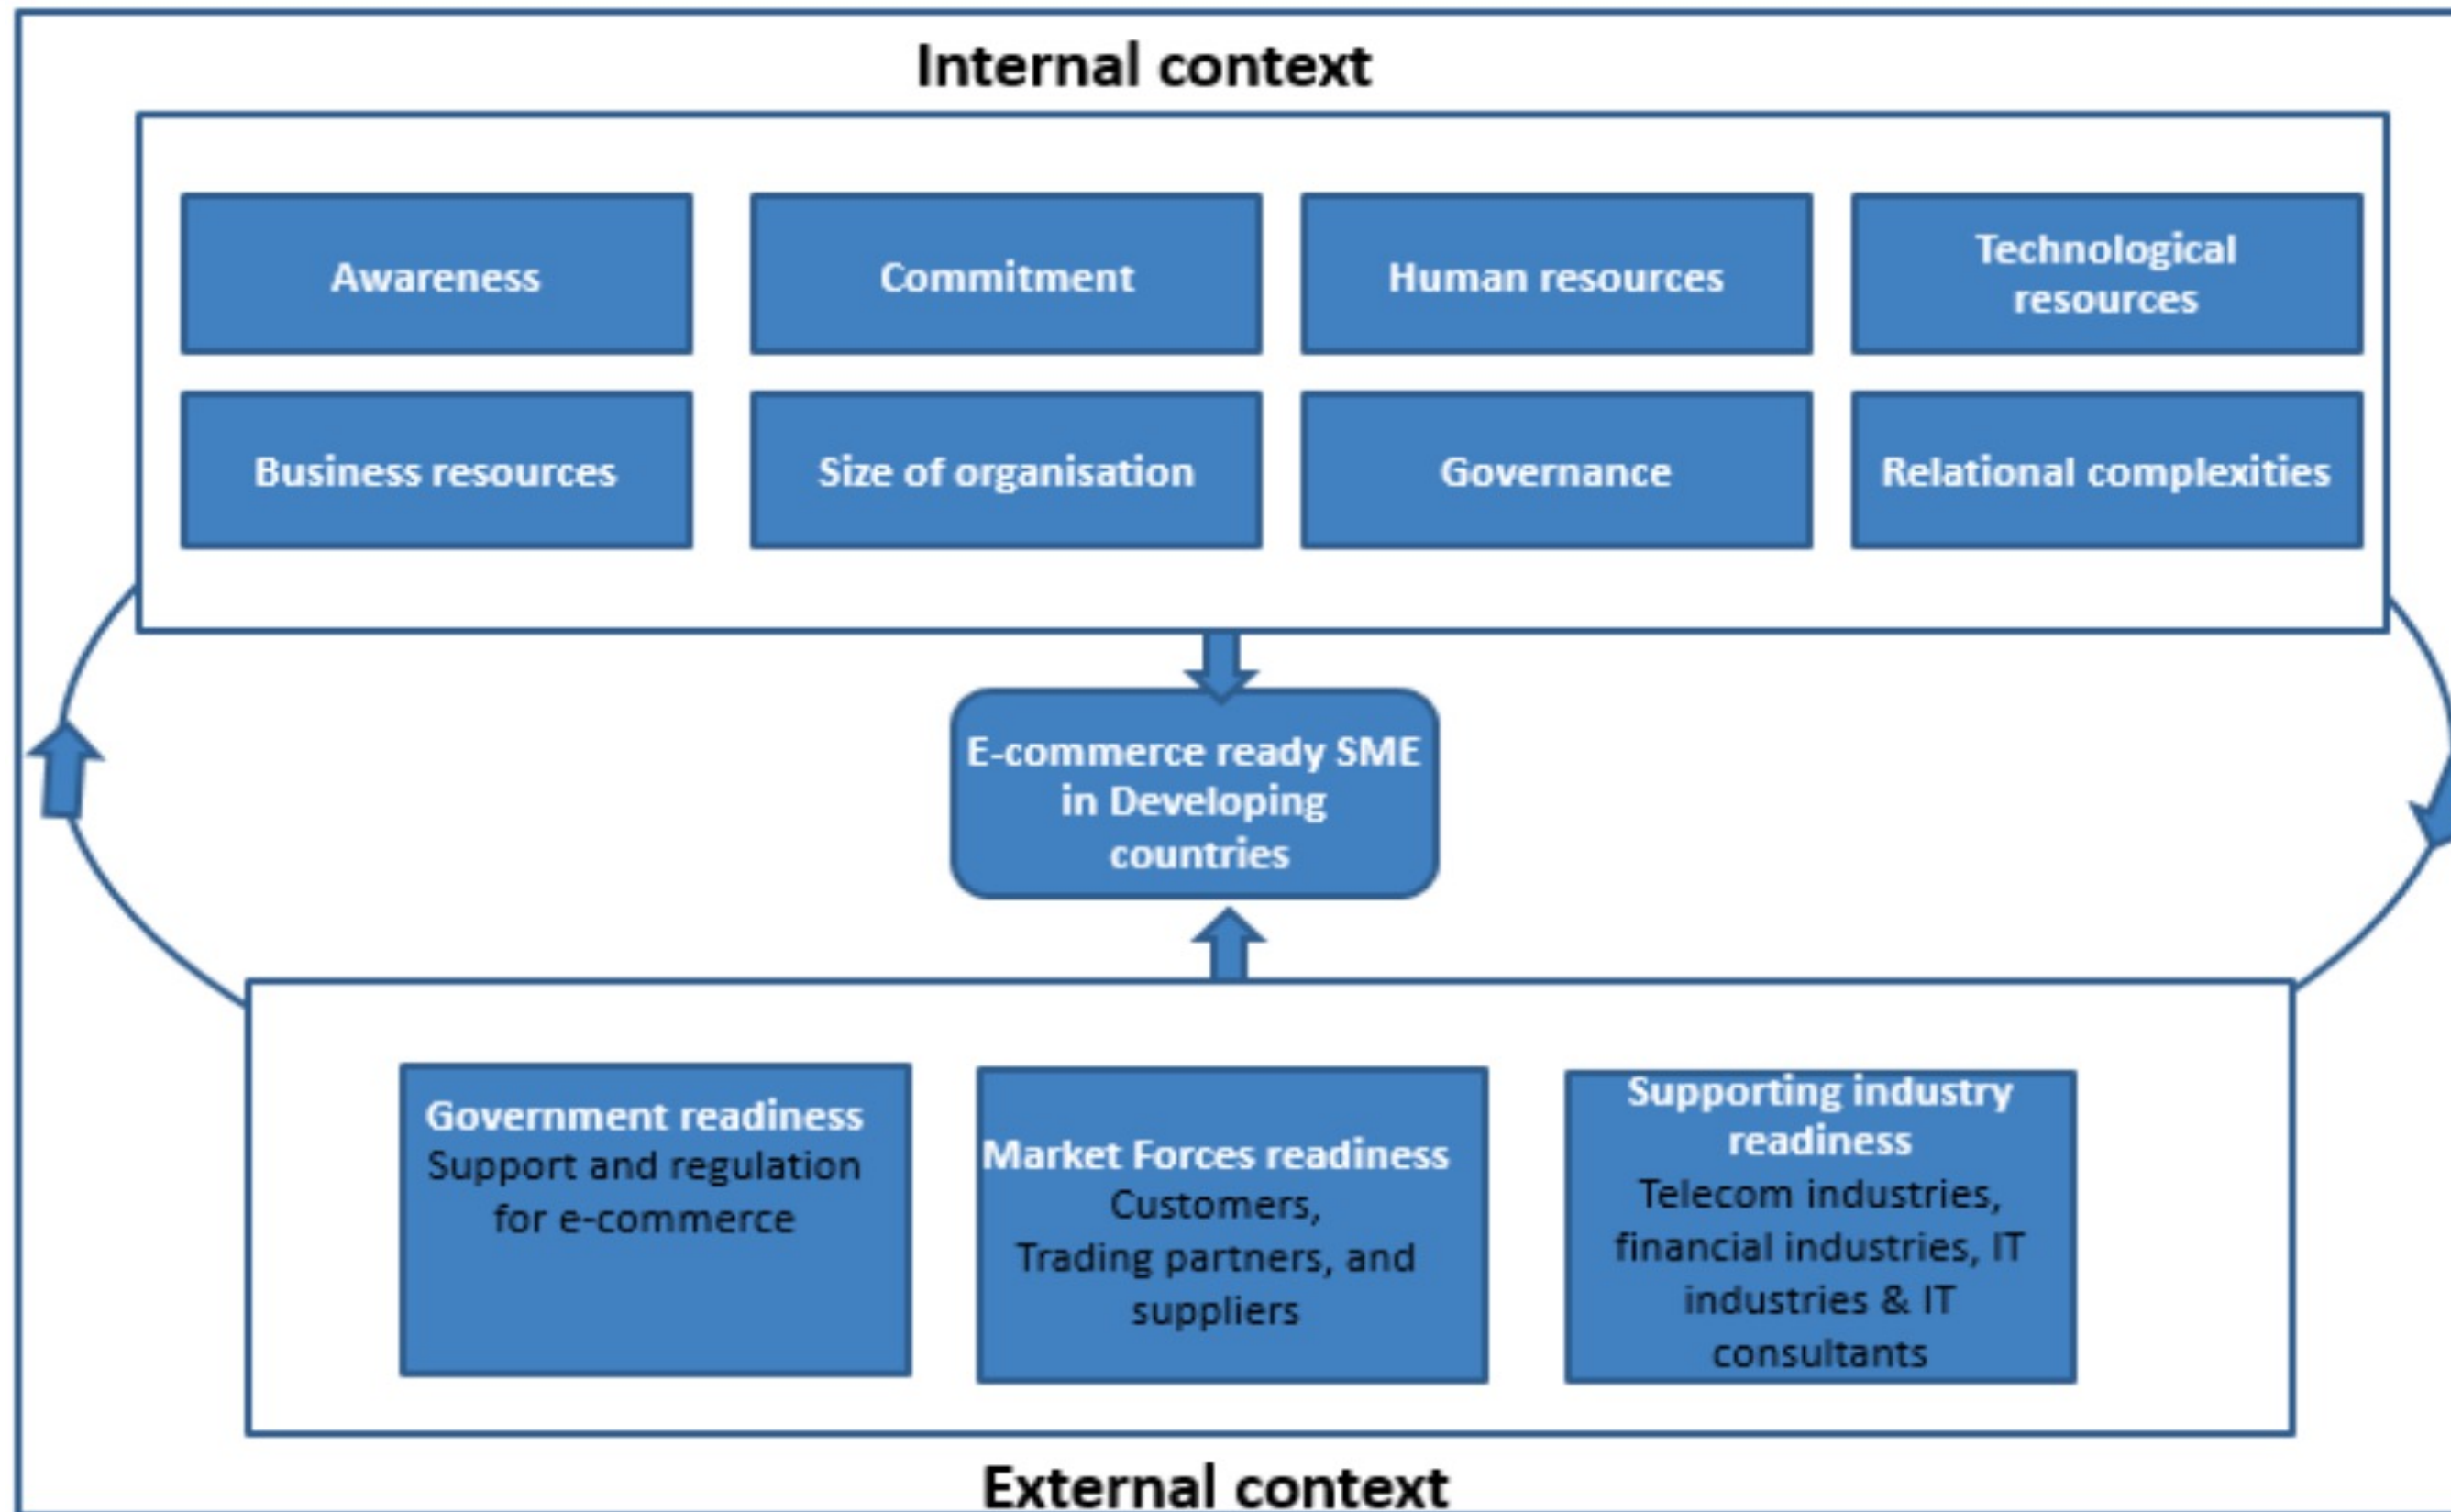 Internal context
Awareness
Commitment
Human resources
Technological
resources
Business resources
Size of organisation
Governance
Relational complexities
E-commerce ready SME
in Developing
countries
Government readiness
Support and regulation
for e-commerce
Market Forces readiness
Customers,
Trading partners, and
suppliers
Supporting industry
readiness
Telecom industries,
financial industries, IT
industries & IT
consultants
External context